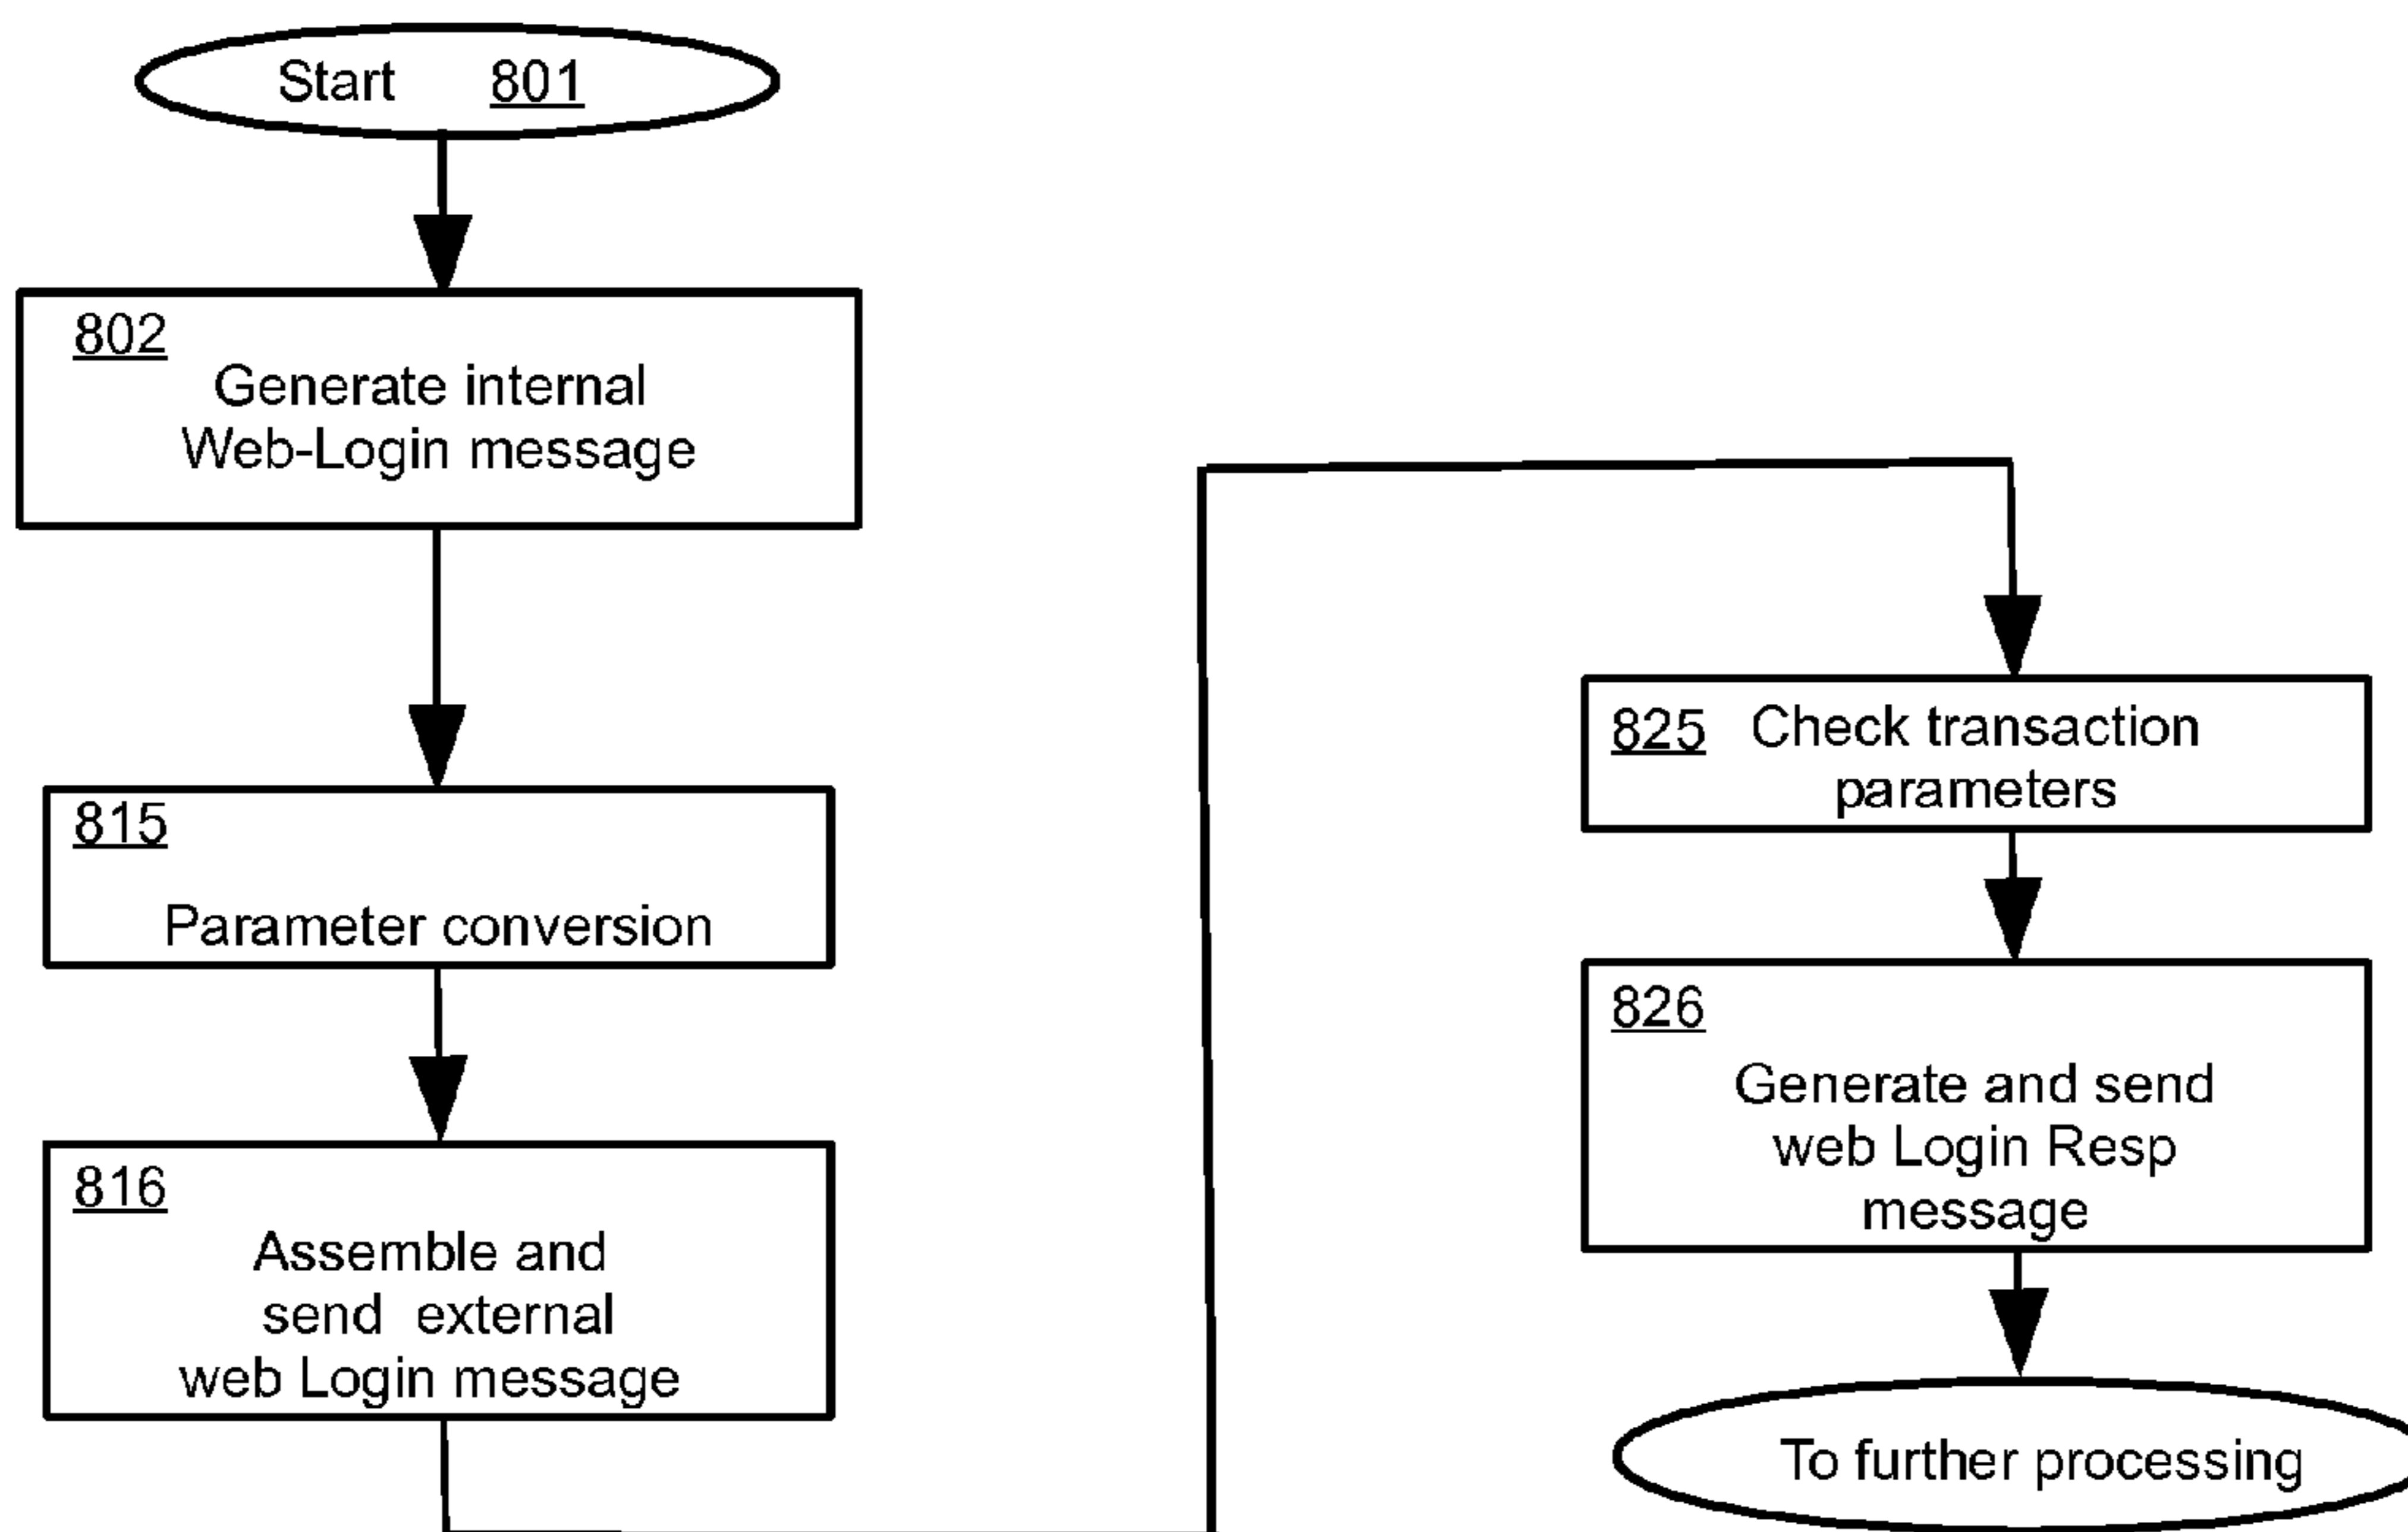 Start 801
802
Generate internal
Web-Login message
815
Parameter conversion
816
Assemble and
send external
web Login message
825 Check transaction
parameters
826
Generate and send
web Login Resp
message
To further processing